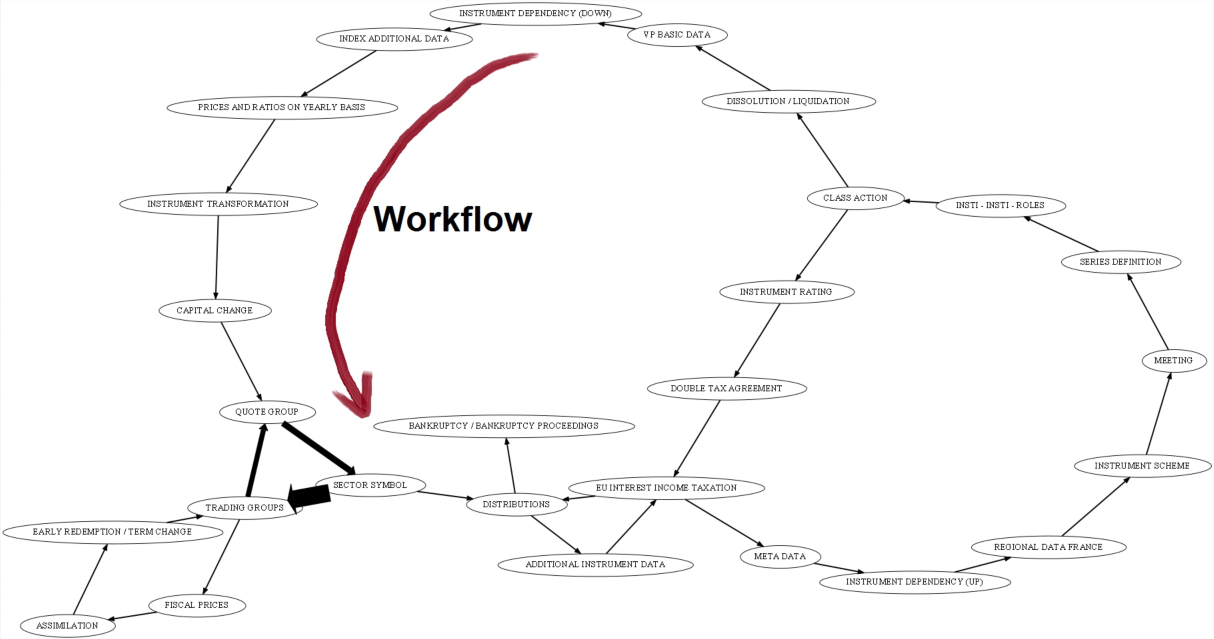 INSTRUMENT DEPENDENCY (DOWN)
VP BASIC DATA
INDEX ADDITIONAL DATA
DISSOLUTION / LIQUIDATION
PRICES AND RATIOS ON YEARLY BASIS
CLASS ACTION
INSTI - INSTI - ROLES
INSTRUMENT TRANSFORMATION
Workflow
SERIES DEFINITION
INSTRUMENT RATING
CAPITAL CHANGE
MEETING
DOUBLE TAX AGREEMENT
QUOTE GROUP
BANKRUPTCY / BANKRUPTCY PROCEEDINGS
INSTRUMENT SCHEME
SECTOR SYMBOL
EU INTEREST INCOME TAXATION
TRADING GROUPS
DISTRIBUTIONS
EARLY REDEMPTION / TERM CHANGE
REGIONAL DATA FRANCE
META DATA
ADDITIONAL INSTRUMENT DATA
INSTRUMENT DEPENDENCY (UP)
FISCAL PRICES
ASSIMILATION